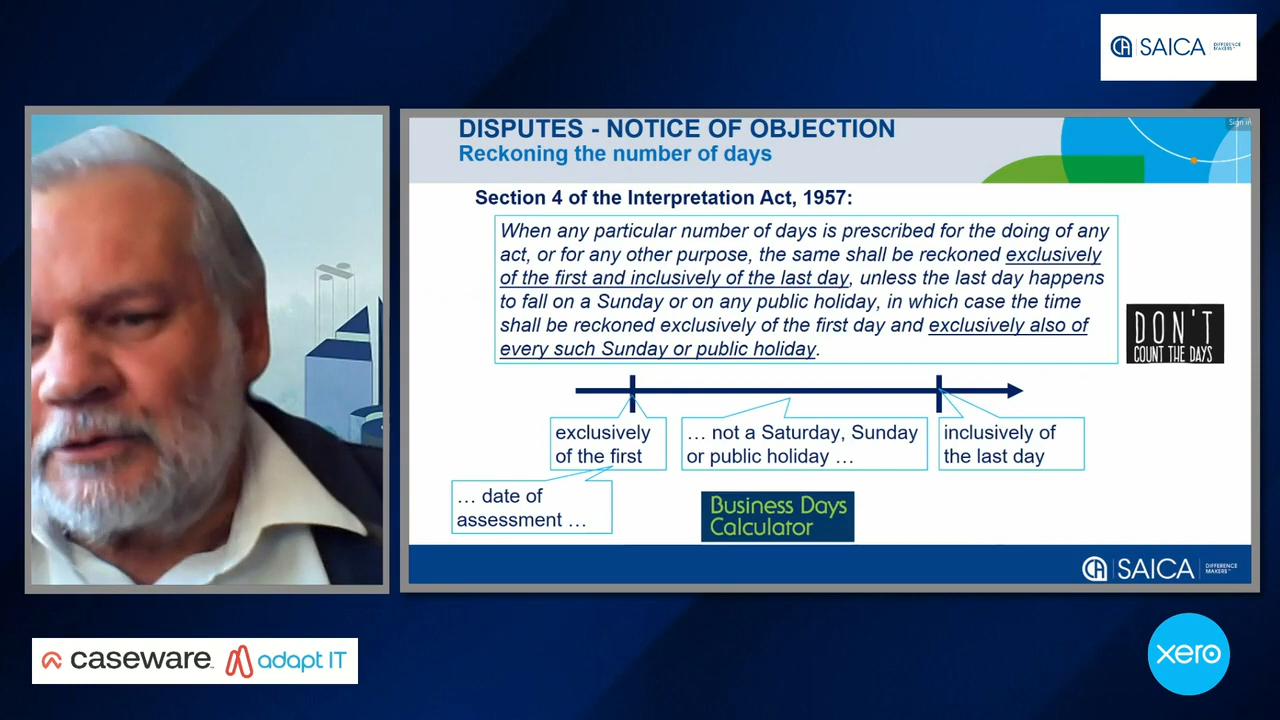 SAICA
DIFFERENCE
MAKERS™
DISPUTES - NOTICE OF OBJECTION
Sign in
Reckoning the number of days
Section 4 of the Interpretation Act, 1957:
When any particular number of days is prescribed for the doing of any
act, or for any other purpose, the same shall be reckoned exclusively
of the first and inclusively of the last day, unless the last day happens
to fall on a Sunday or on any public holiday, in which case the time
shall be reckoned exclusively of the first day and exclusively also of
every such Sunday or public holiday.
DON'T
COUNT THE DAYS
exclusively
of the first
… not a Saturday, Sunday
or public holiday …
inclusively of
the last day
… date of
assessment …
Business Days
Calculator
SAICA
DIFFERENCE
MAKERS™
caseware
adapt IT
xero